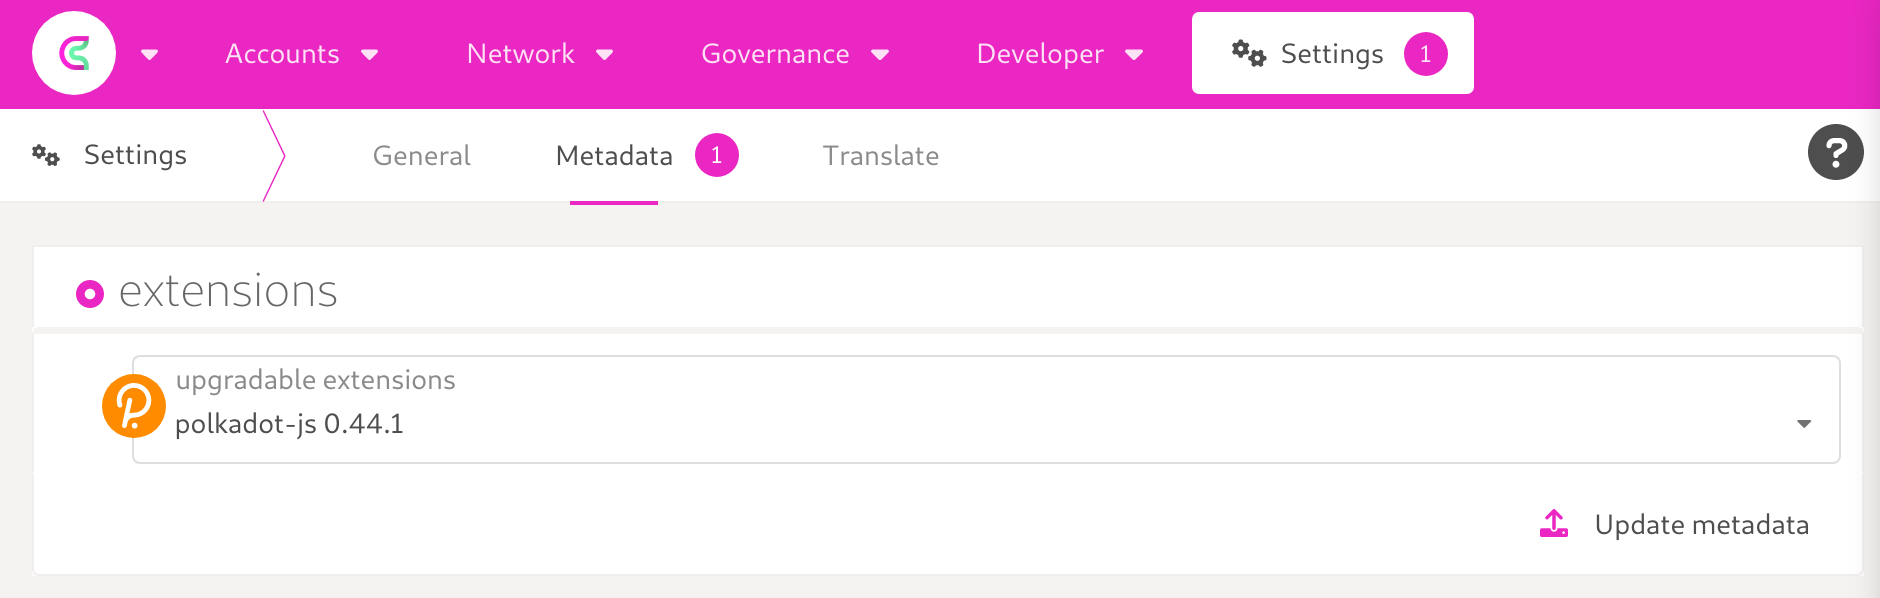 Accounts Network Governance Developer Settings 1
Settings General Metadata 1 Translate ?
extensions
upgradable extensions
polkadot-js 0.44.1
Update metadata